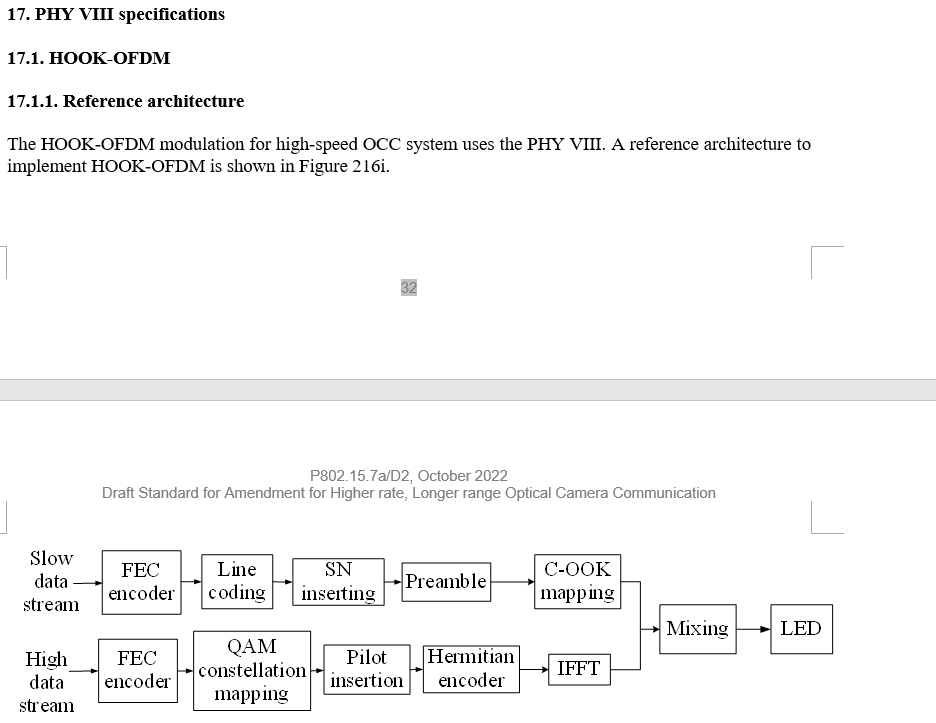 17. PHY VIII specifications
17.1. HOOK-OFDM
17.1.1. Reference architecture
The HOOK-OFDM modulation for high-speed OCC system uses the PHY VIII. A reference architecture to
implement HOOK-OFDM is shown in Figure 216i.
32
P802.15.7a/D2, October 2022
Draft Standard for Amendment for Higher rate, Longer range Optical Camera Communication
Slow
data
stream
FEC
encoder
Line
coding
SN
inserting
Preamble
C-OOK
mapping
Mixing
LED
High
data
stream
FEC
encoder
QAM
constellation
mapping
Pilot
insertion
Hermitian
encoder
IFFT